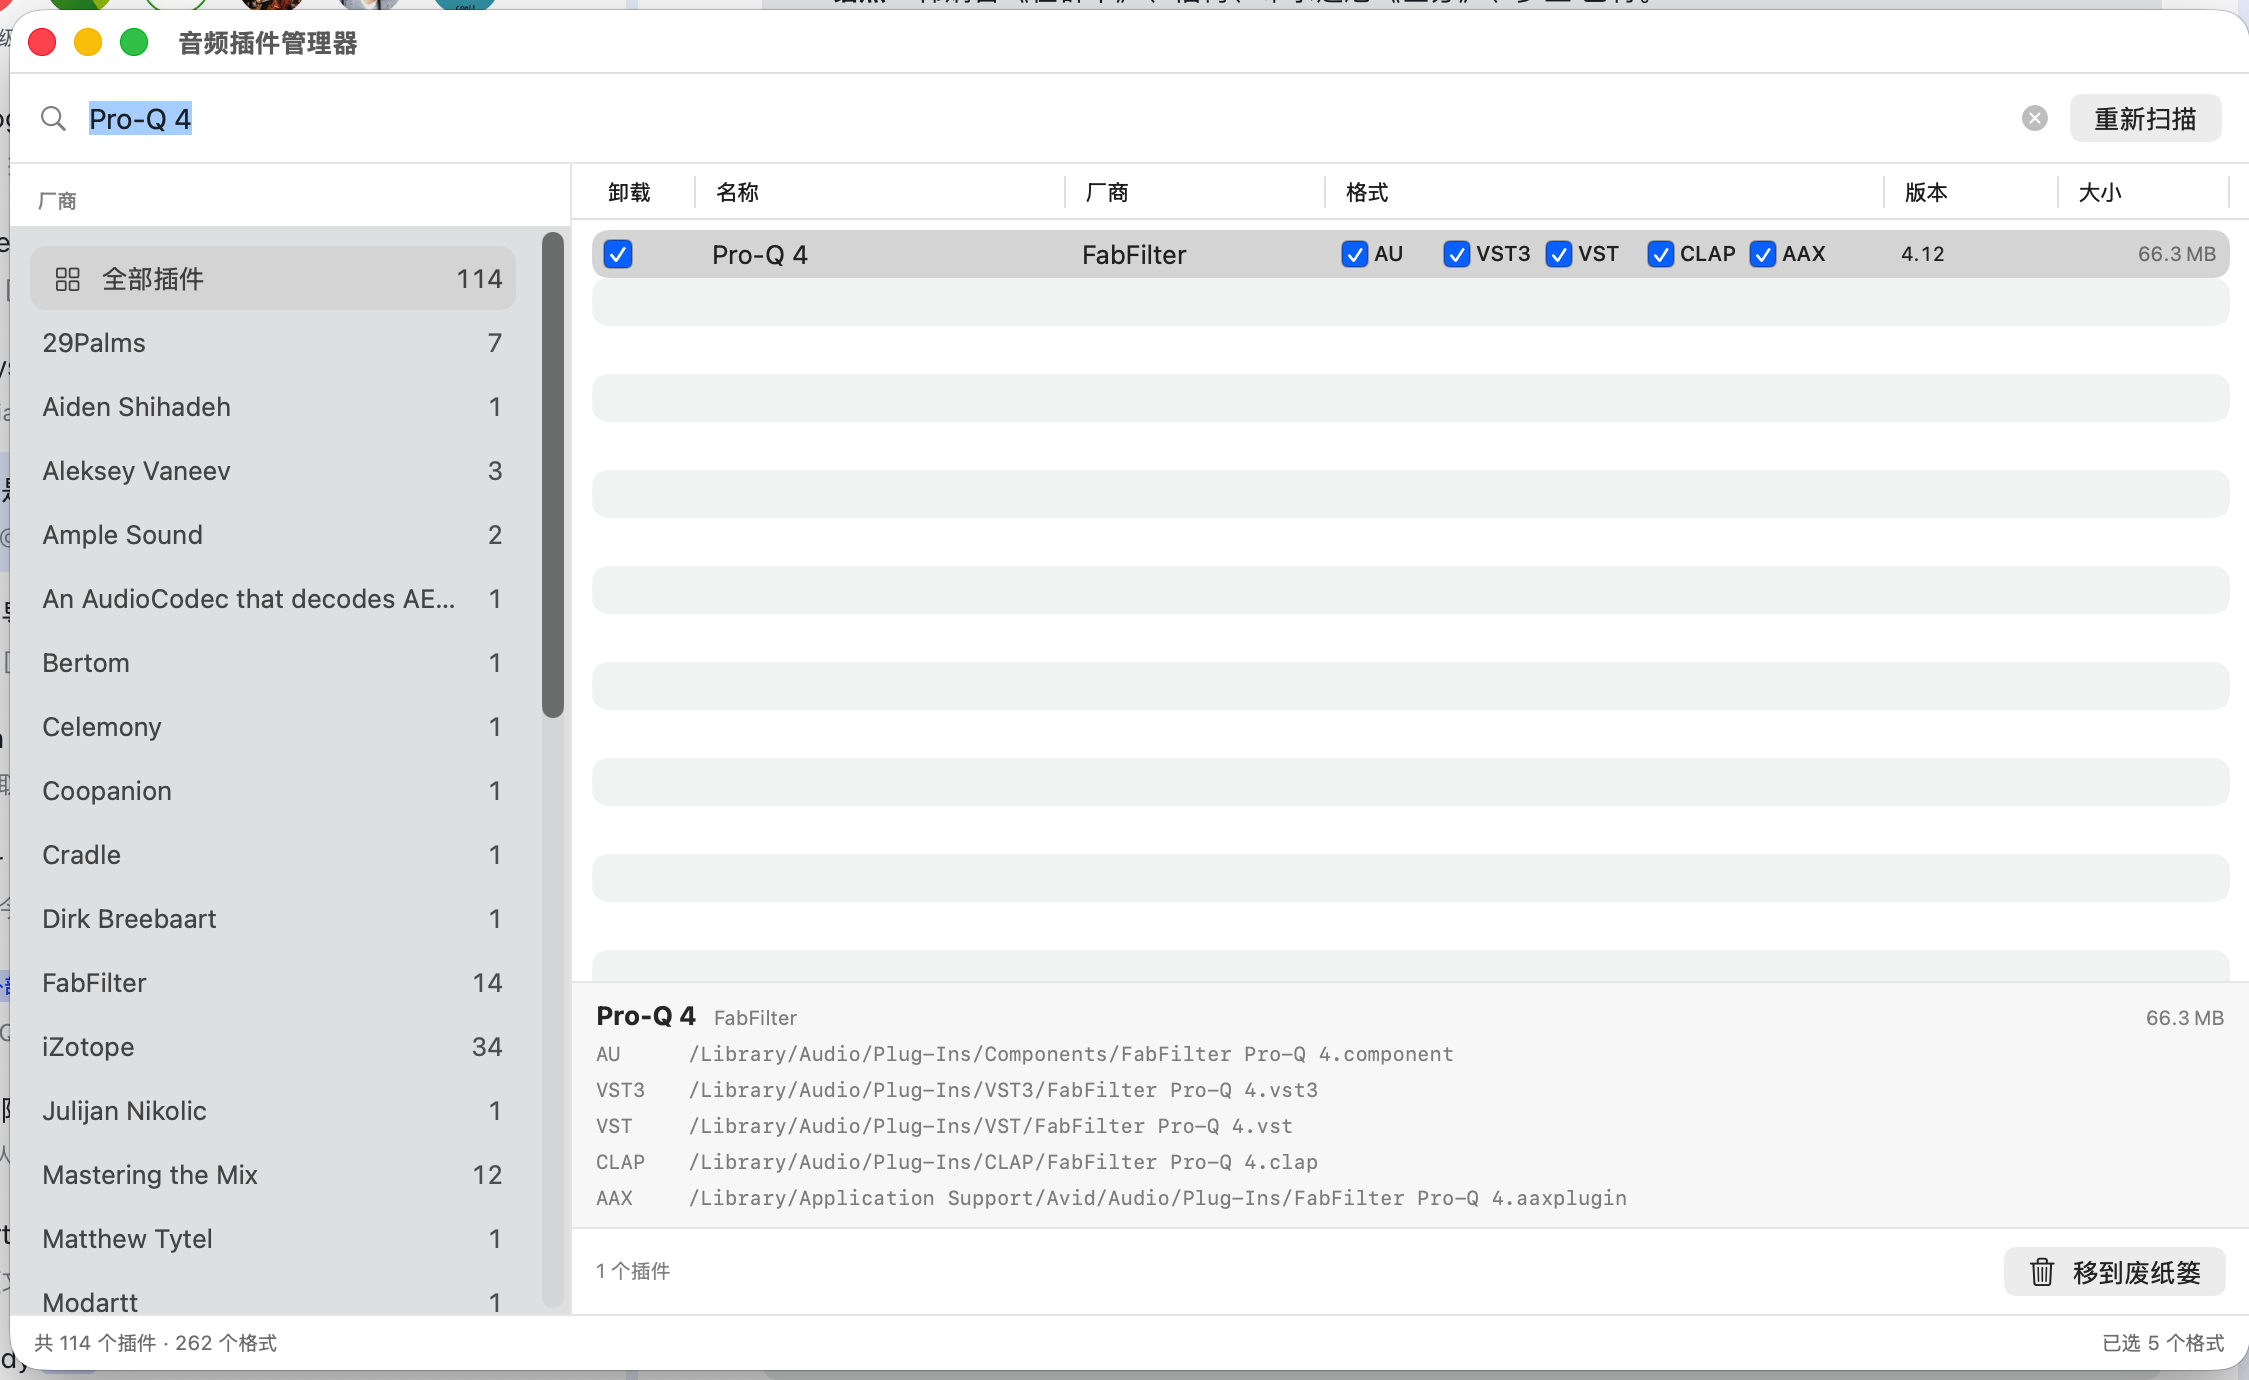 音频插件管理器
Pro-Q 4
重新扫描
厂商
全部插件 114
29Palms 7
Aiden Shihadeh 1
Aleksey Vaneev 3
Ample Sound 2
An AudioCodec that decodes AE... 1
Bertom 1
Celemony 1
Coopanion 1
Cradle 1
Dirk Breebaart 1
FabFilter 14
iZotope 34
Julijan Nikolic 1
Mastering the Mix 12
Matthew Tytel 1
Modartt 1
卸载 名称 厂商 格式 版本 大小
Pro-Q 4 FabFilter AU VST3 VST CLAP AAX 4.12 66.3 MB
Pro-Q 4 FabFilter 66.3 MB
AU /Library/Audio/Plug-Ins/Components/FabFilter Pro-Q 4.component
VST3 /Library/Audio/Plug-Ins/VST3/FabFilter Pro-Q 4.vst3
VST /Library/Audio/Plug-Ins/VST/FabFilter Pro-Q 4.vst
CLAP /Library/Audio/Plug-Ins/CLAP/FabFilter Pro-Q 4.clap
AAX /Library/Application Support/Avid/Audio/Plug-Ins/FabFilter Pro-Q 4.aaxplugin
1 个插件
移到废纸篓
共 114 个插件 · 262 个格式
已选 5 个格式